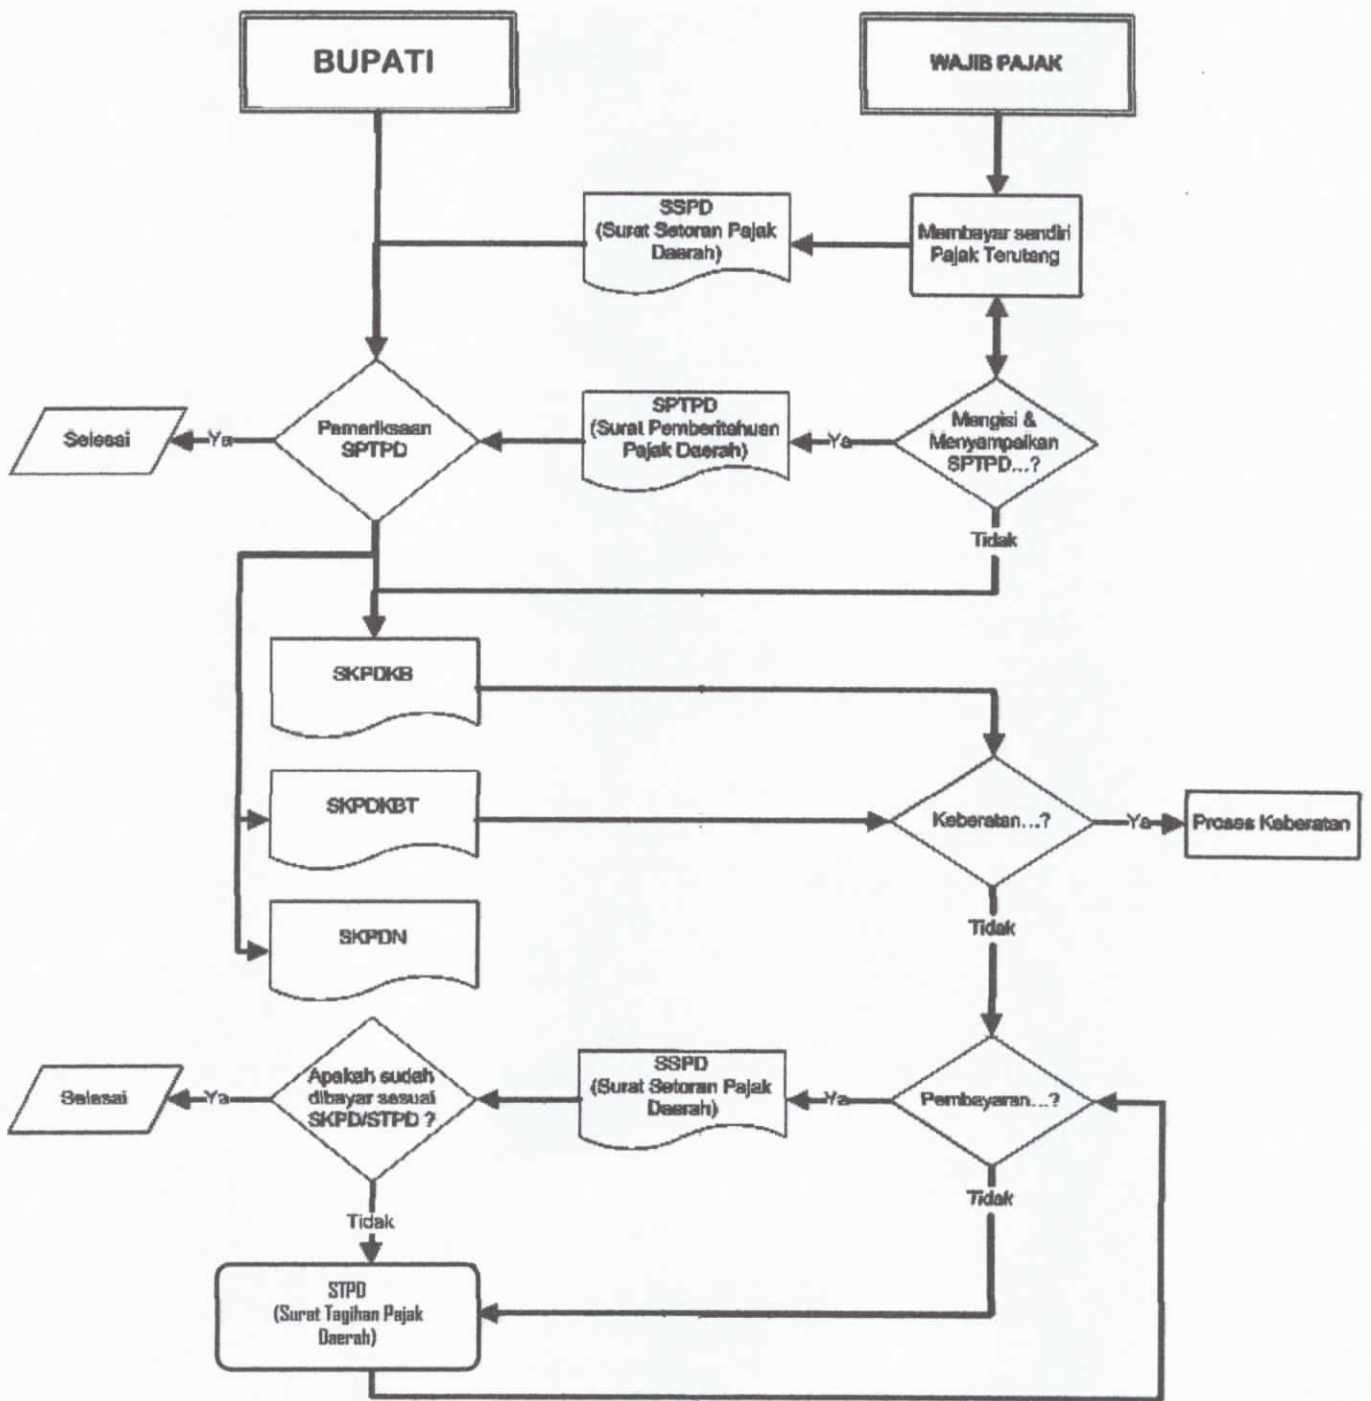 BUPATI
WAJIB PAJAK
SSPD
(Surat Setoran Pajak
Daerah)
Membayar sendiri
Pajak Terutang
Selesai
Ya
Pemeriksaan
SPTPD
SPTPD
(Surat Pemberitahuan
Pajak Daerah)
Ya
Mengisi &
Menyampaikan
SPTPD...?
Tidak
SKPDKB
SKPDKBT
Keberatan...?
Ya
Proses Keberatan
SKPDN
Tidak
Selesai
Ya
Apakah sudah
dibayar sesuai
SKPD/STPD ?
SSPD
(Surat Setoran Pajak
Daerah)
Ya
Pembayaran...?
Tidak
Tidak
STPD
(Surat Tagihan Pajak
Daerah)